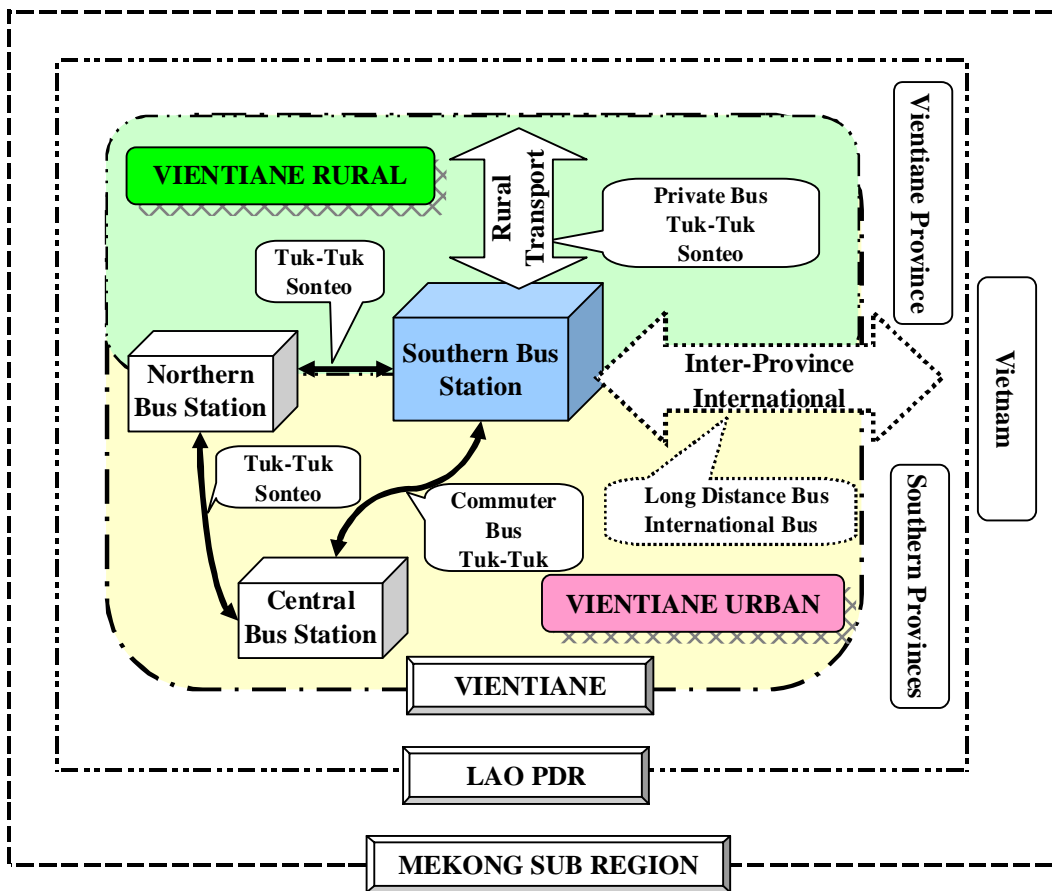 VIENTIANE RURAL
Rural
Transport
Private Bus
Tuk-Tuk
Sonteo
Vientiane Province
Tuk-Tuk
Sonteo
Northern
Bus Station
Southern Bus
Station
Inter-Province
International
Vietnam
Tuk-Tuk
Sonteo
Commuter
Bus
Tuk-Tuk
Long Distance Bus
International Bus
Southern Provinces
Central
Bus Station
VIENTIANE URBAN
VIENTIANE
LAO PDR
MEKONG SUB REGION